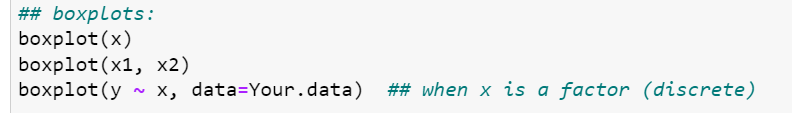 ## boxplots:
boxplot(x)
boxplot(x1, x2)
boxplot(y ~ x, data=Your.data)  ## when x is a factor (discrete)